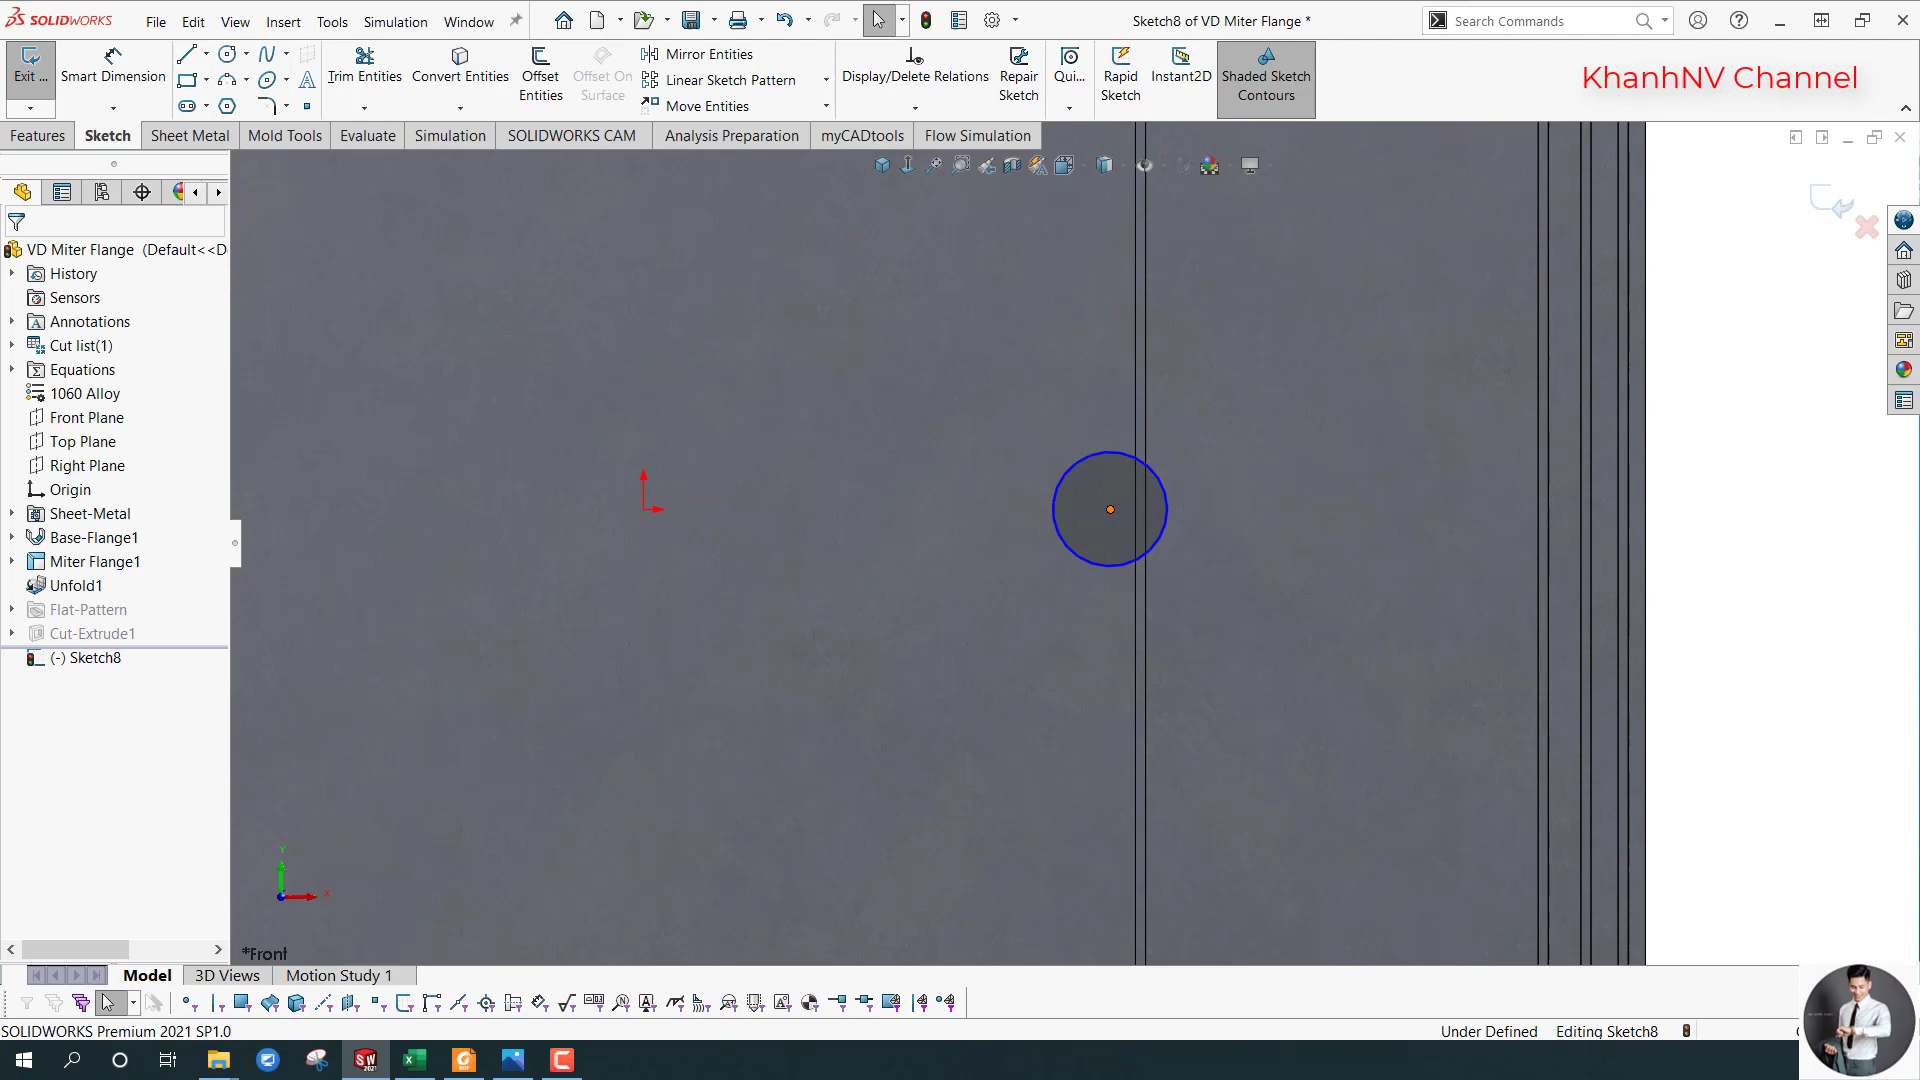 SOLIDWORKS File Edit View Insert Tools Simulation Window Sketch8 of VD Miter Flange * Search Commands
Exit ... Smart Dimension Trim Entities Convert Entities Offset Entities Offset On Surface Mirror Entities Display/Delete Relations Repair Sketch Qui... Rapid Sketch Instant2D Shaded Sketch Contours KhanhNV Channel
Linear Sketch Pattern
Move Entities
Features Sketch Sheet Metal Mold Tools Evaluate Simulation SOLIDWORKS CAM Analysis Preparation myCADtools Flow Simulation
VD Miter Flange (Default<<D
History
Sensors
Annotations
Cut list(1)
Equations
1060 Alloy
Front Plane
Top Plane
Right Plane
Origin
Sheet-Metal
Base-Flange1
Miter Flange1
Unfold1
Flat-Pattern
Cut-Extrude1
(-) Sketch8
Y
X
*Front
Model 3D Views Motion Study 1
SOLIDWORKS Premium 2021 SP1.0 Under Defined Editing Sketch8